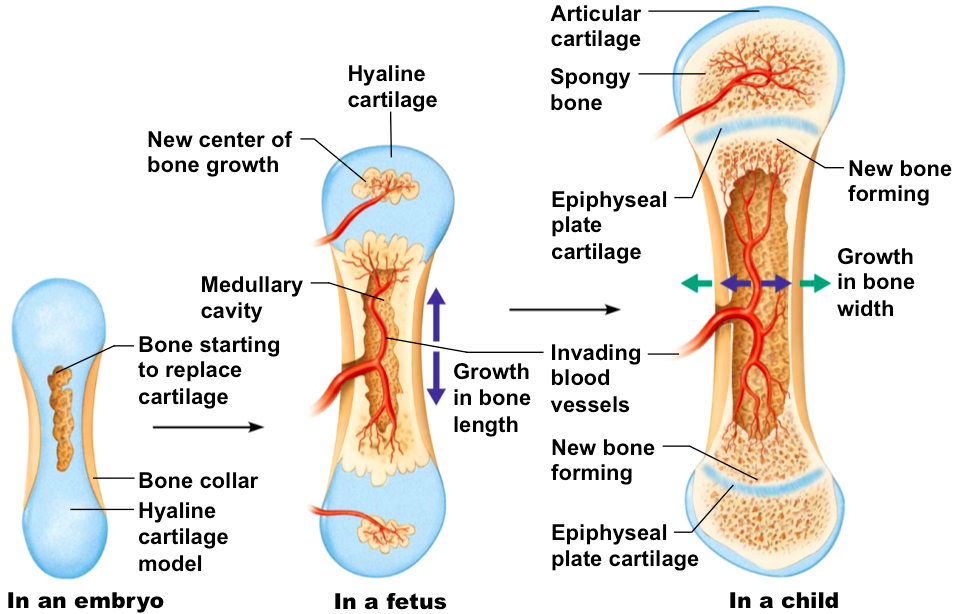 Articular
cartilage
Spongy
bone
Hyaline
cartilage
New center of
bone growth
New bone
forming
Epiphyseal
plate
cartilage
Medullary
cavity
Growth
in bone
width
Bone starting
to replace
cartilage
Growth
in bone
length
Invading
blood
vessels
New bone
forming
Bone collar
Hyaline
cartilage
model
Epiphyseal
plate cartilage
In an embryo
In a fetus
In a child